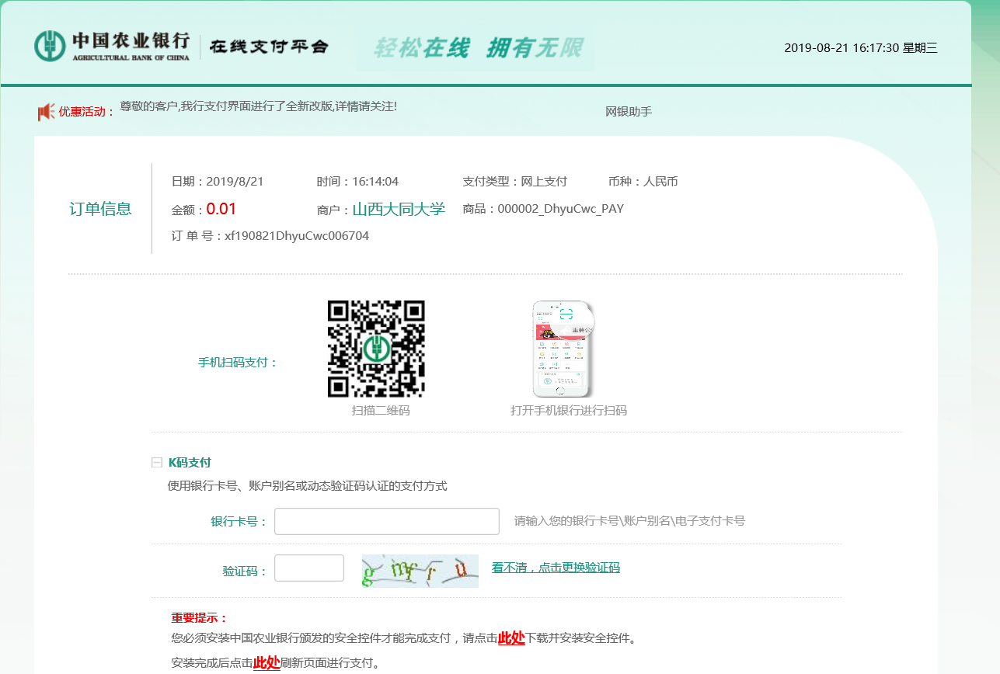 中国农业银行
AGRICULTURAL BANK OF CHINA
在线支付平台
轻松在线 拥有无限
2019-08-21 16:17:30 星期三
优惠活动：
尊敬的客户,我行支付界面进行了全新改版,详情请关注!
网银助手
订单信息
日期：2019/8/21 时间：16:14:04 支付类型：网上支付 币种：人民币
金额：0.01 商户：山西大同大学 商品：000002_DhyuCwc_PAY
订 单 号：xf190821DhyuCwc006704
手机扫码支付：
扫描二维码
打开手机银行进行扫码
K码支付
使用银行卡号、账户别名或动态验证码认证的支付方式
银行卡号： 请输入您的银行卡号\账户别名\电子支付卡号
验证码： 看不清，点击更换验证码
重要提示：
您必须安装中国农业银行颁发的安全控件才能完成支付，请点击此处下载并安装安全控件。
安装完成后点击此处刷新页面进行支付。